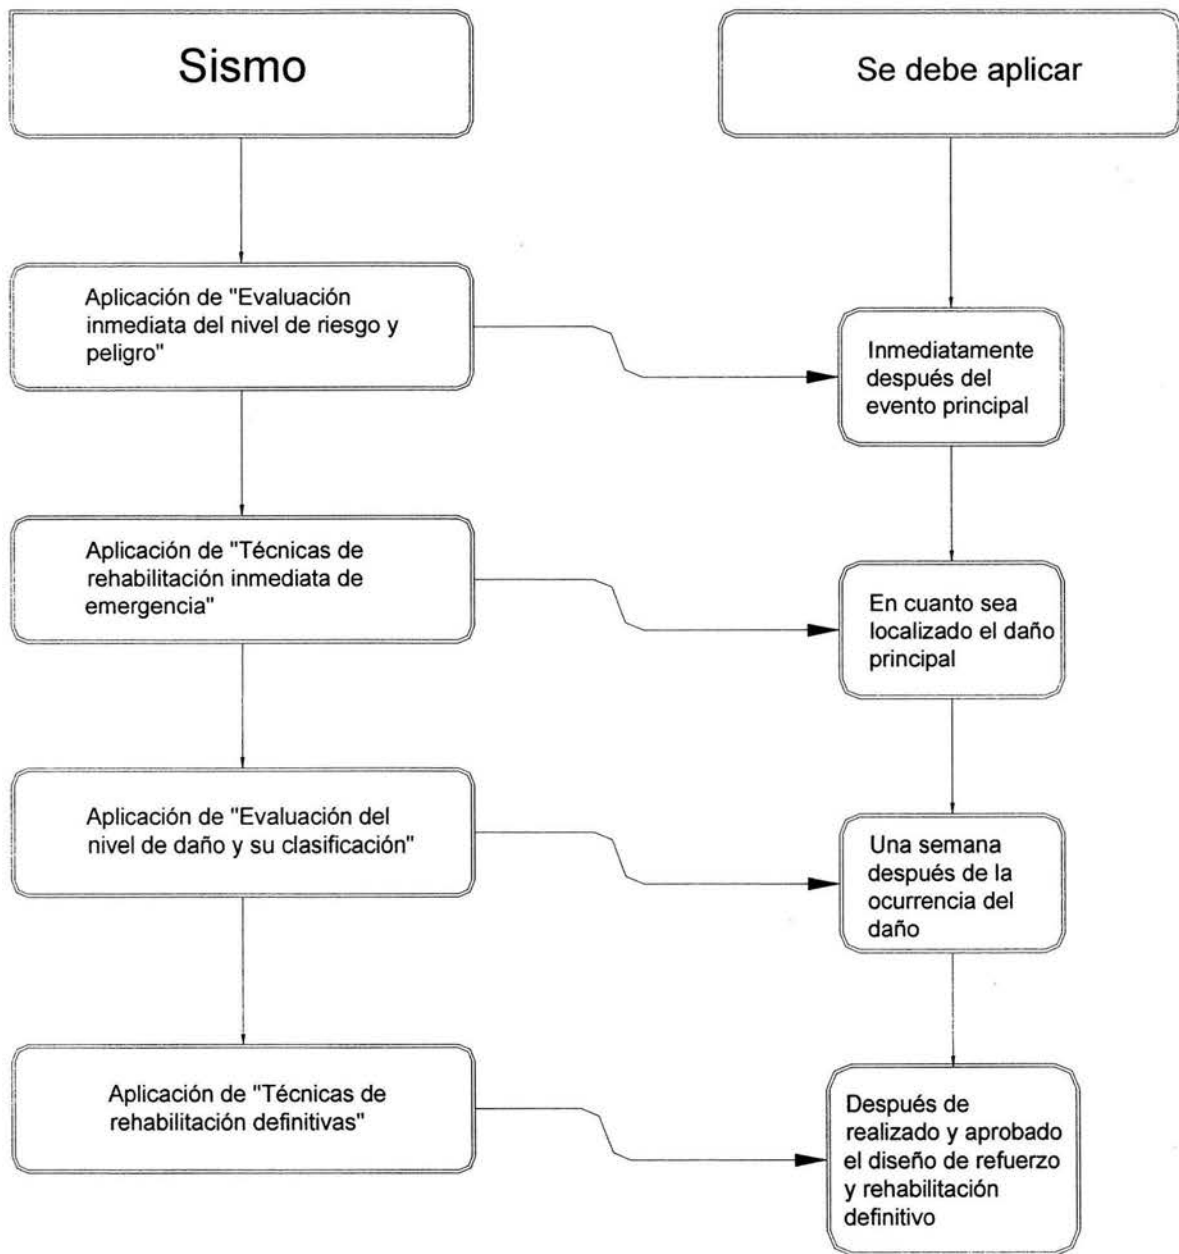 Sismo
Se debe aplicar
Aplicación de "Evaluación
inmediata del nivel de riesgo y
peligro"
Inmediatamente
después del
evento principal
Aplicación de "Técnicas de
rehabilitación inmediata de
emergencia"
En cuanto sea
localizado el daño
principal
Aplicación de "Evaluación del
nivel de daño y su clasificación"
Una semana
después de la
ocurrencia del
daño
Aplicación de "Técnicas de
rehabilitación definitivas"
Después de
realizado y aprobado
el diseño de refuerzo
y rehabilitación
definitivo